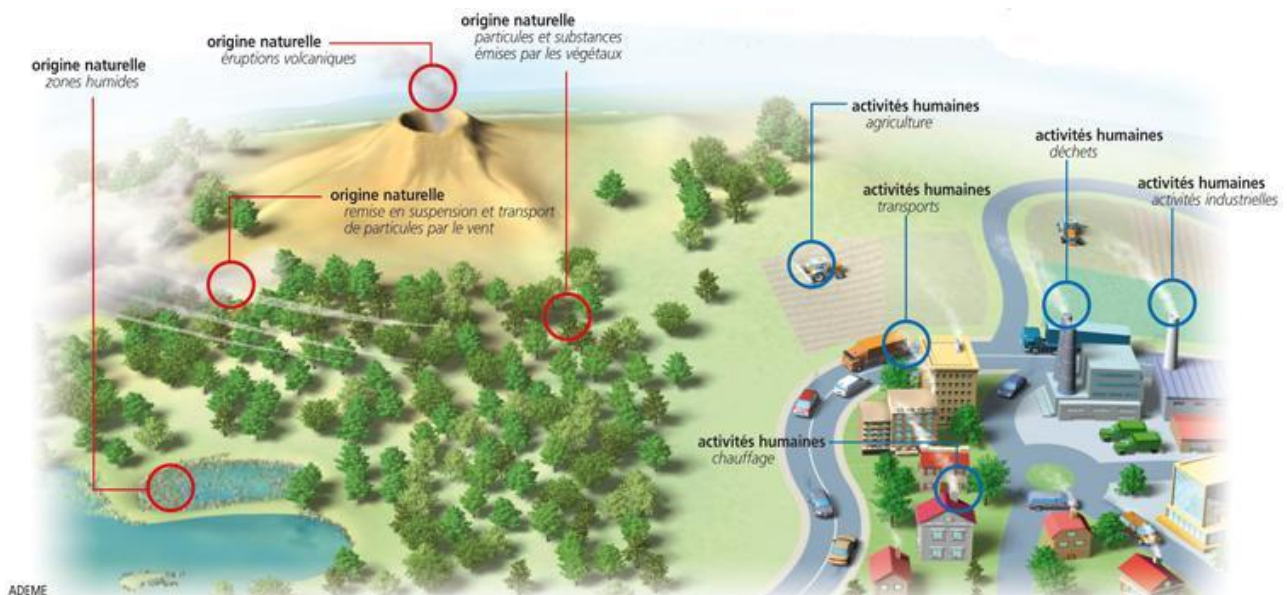 origine naturelle
zones humides
origine naturelle
éruptions volcaniques
origine naturelle
particules et substances
émises par les végétaux
origine naturelle
remise en suspension et transport
de particules par le vent
activités humaines
agriculture
activités humaines
transports
activités humaines
déchets
activités humaines
activités industrielles
activités humaines
chauffage
ADEME